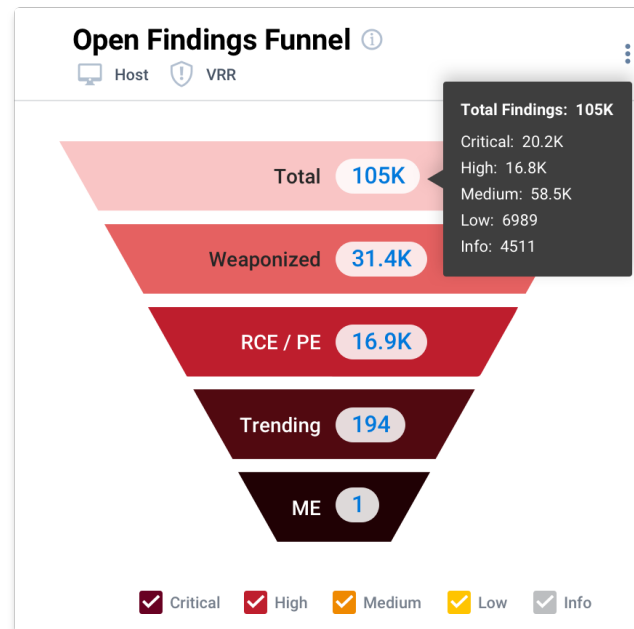 Open Findings Funnel
Host VRR
Total Findings: 105K
Critical: 20.2K
High: 16.8K
Medium: 58.5K
Low: 6989
Info: 4511
Total 105K
Weaponized 31.4K
RCE / PE 16.9K
Trending 194
ME 1
Critical High Medium Low Info